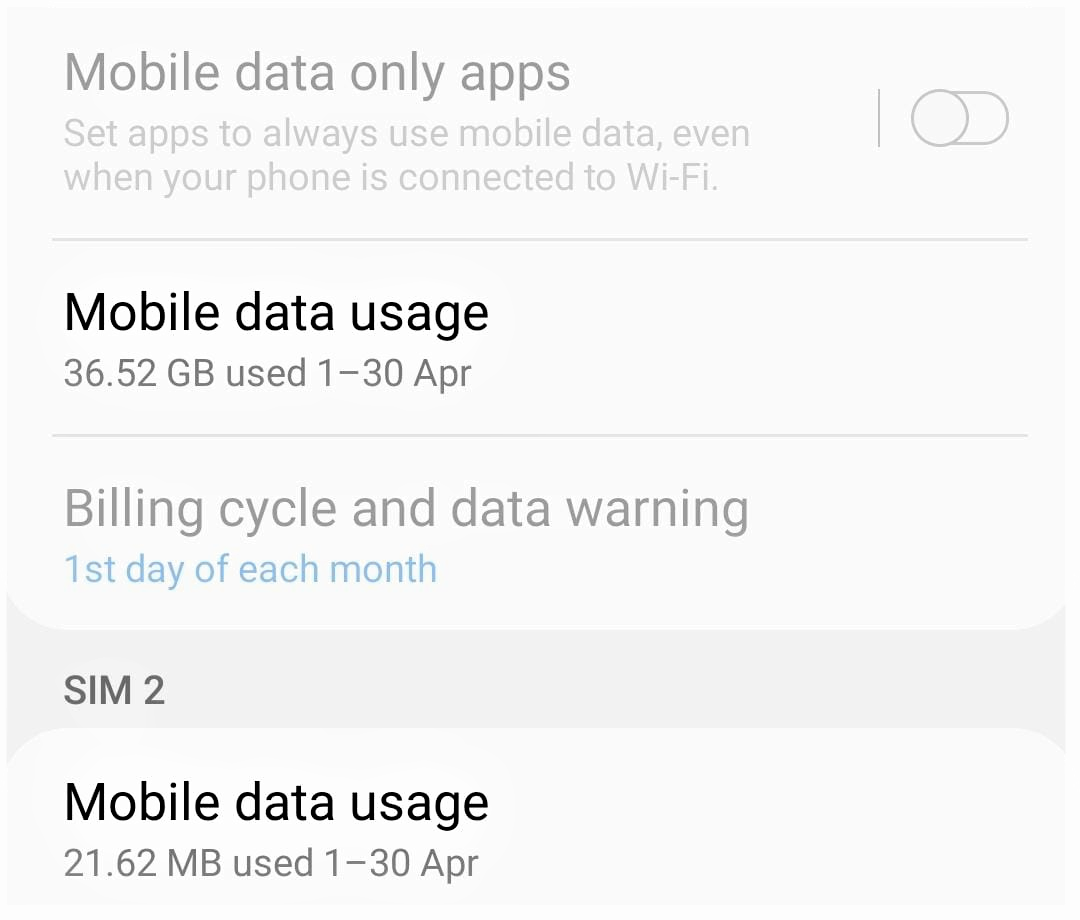 Mobile data only apps
Set apps to always use mobile data, even
when your phone is connected to Wi-Fi.
Mobile data usage
36.52 GB used 1–30 Apr
Billing cycle and data warning
1st day of each month
SIM 2
Mobile data usage
21.62 MB used 1–30 Apr